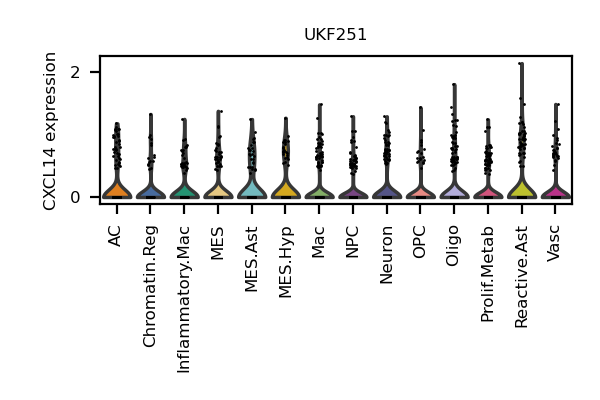 UKF251
CXCL14 expression
2
0
AC
Chromatin.Reg
Inflammatory.Mac
MES
MES.Ast
MES.Hyp
Mac
NPC
Neuron
OPC
Oligo
Prolif.Metab
Reactive.Ast
Vasc